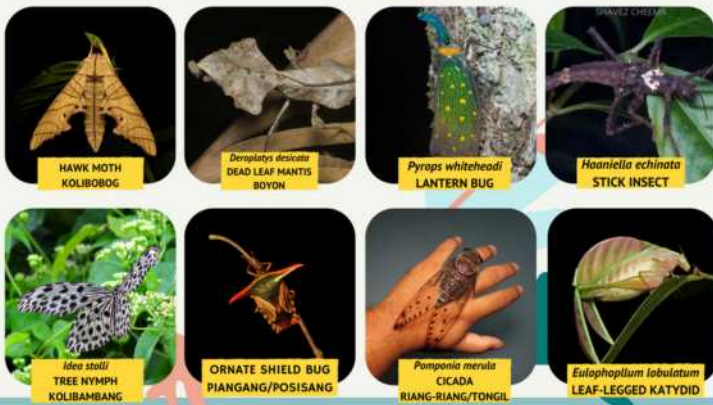 SHAVEZ CHEEMA
HAWK MOTH
KOLIBOBOG
Deroplatys desicata
DEAD LEAF MANTIS
BOYON
Pyrops whiteheadi
LANTERN BUG
Haaniella echinata
STICK INSECT
Idea stolli
TREE NYMPH
KOLIBAMBANG
ORNATE SHIELD BUG
PIANGANG/POSISANG
Pomponia merula
CICADA
RIANG-RIANG/TONGIL
Eulophopllum lobulatum
LEAF-LEGGED KATYDID